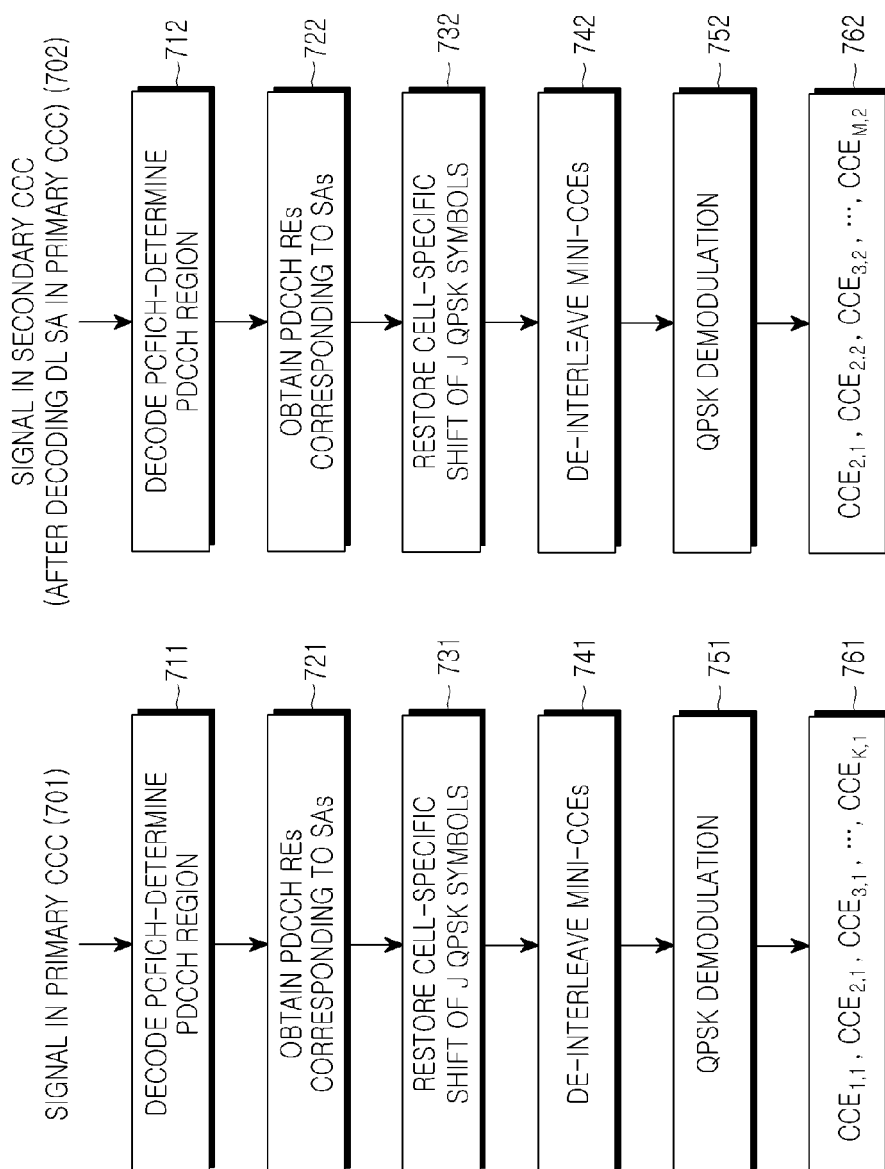 SIGNAL IN PRIMARY CCC (701)
DECODE PCFICH-DETERMINE
PDCCH REGION
711
OBTAIN PDCCH REs
CORRESPONDING TO SAs
721
RESTORE CELL-SPECIFIC
SHIFT OF J QPSK SYMBOLS
731
DE-INTERLEAVE MINI-CCEs
741
QPSK DEMODULATION
751
CCE1,1, CCE2,1, CCE3,1, ..., CCEK,1
761
SIGNAL IN SECONDARY CCC
(AFTER DECODING DL SA IN PRIMARY CCC) (702)
DECODE PCFICH-DETERMINE
PDCCH REGION
712
OBTAIN PDCCH REs
CORRESPONDING TO SAs
722
RESTORE CELL-SPECIFIC
SHIFT OF J QPSK SYMBOLS
732
DE-INTERLEAVE MINI-CCEs
742
QPSK DEMODULATION
752
CCE2,1, CCE2,2, CCE3,2, ..., CCEM,2
762